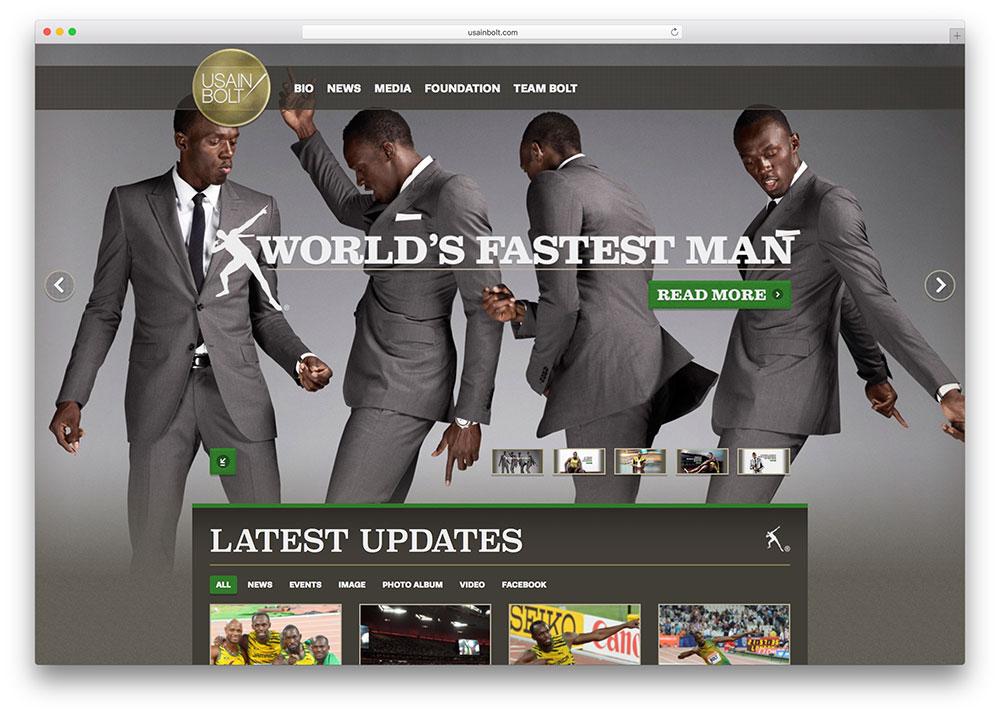 usainbolt.com
USAIN
BOLT
BIO NEWS MEDIA FOUNDATION TEAM BOLT
WORLD'S FASTEST MAN
READ MORE
®
LATEST UPDATES
®
ALL NEWS EVENTS IMAGE PHOTO ALBUM VIDEO FACEBOOK
SEIKO
Can